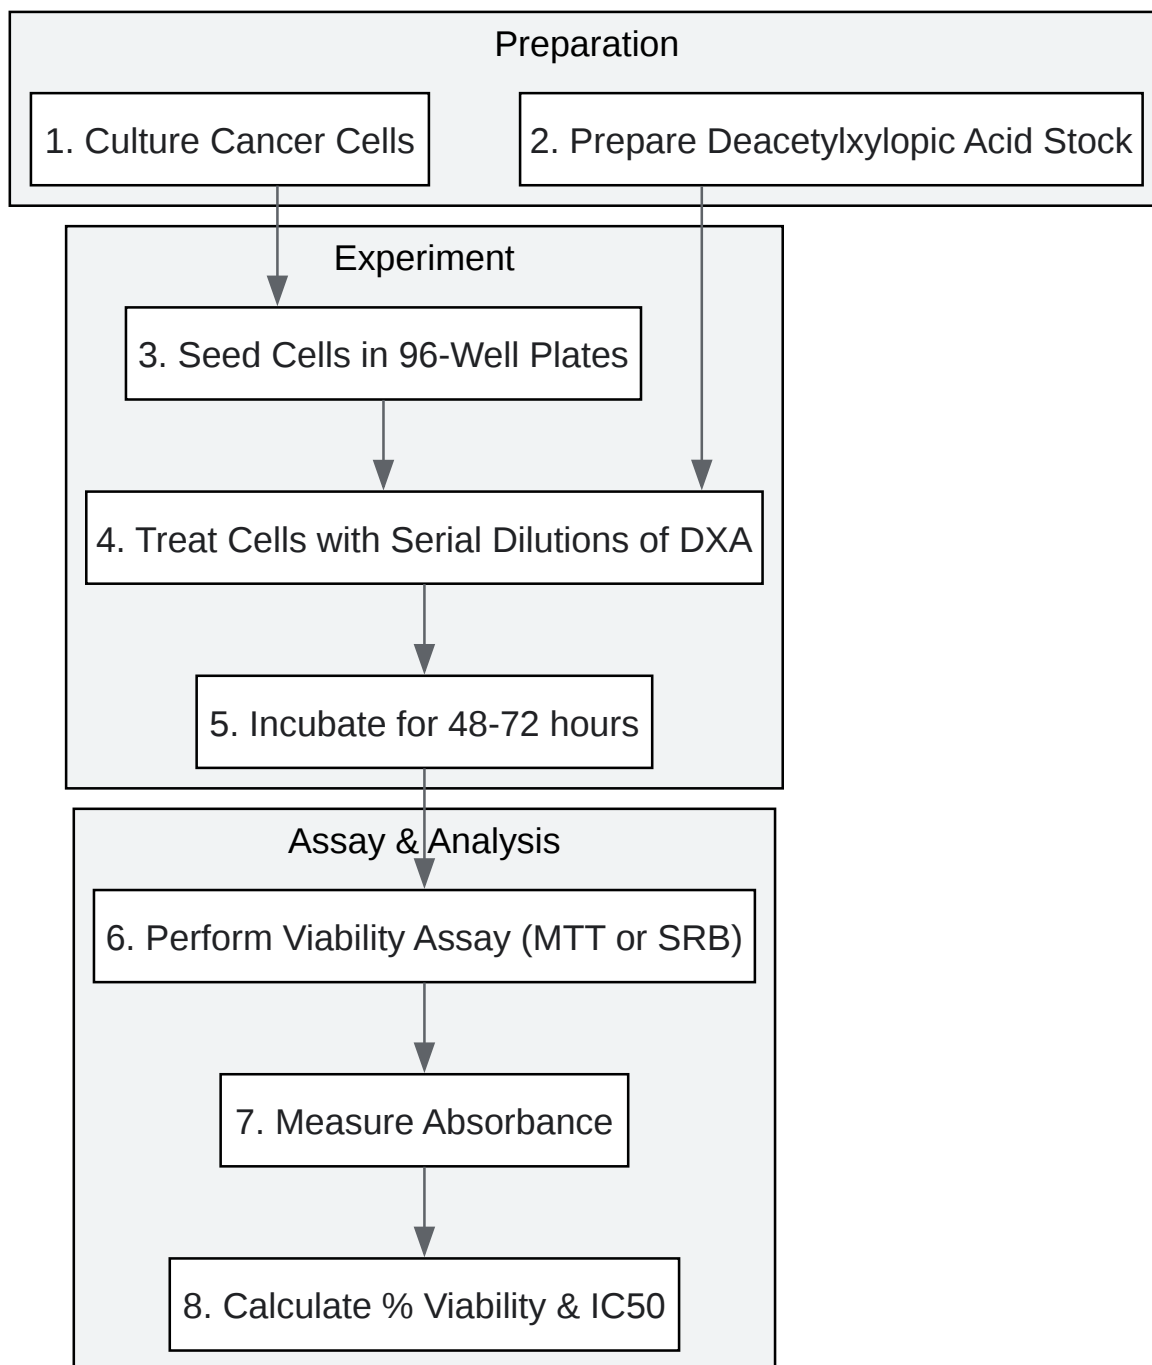 Preparation
1. Culture Cancer Cells
2. Prepare Deacetylxylopic Acid Stock
Experiment
3. Seed Cells in 96-Well Plates
4. Treat Cells with Serial Dilutions of DXA
5. Incubate for 48-72 hours
Assay & Analysis
6. Perform Viability Assay (MTT or SRB)
7. Measure Absorbance
8. Calculate % Viability & IC50